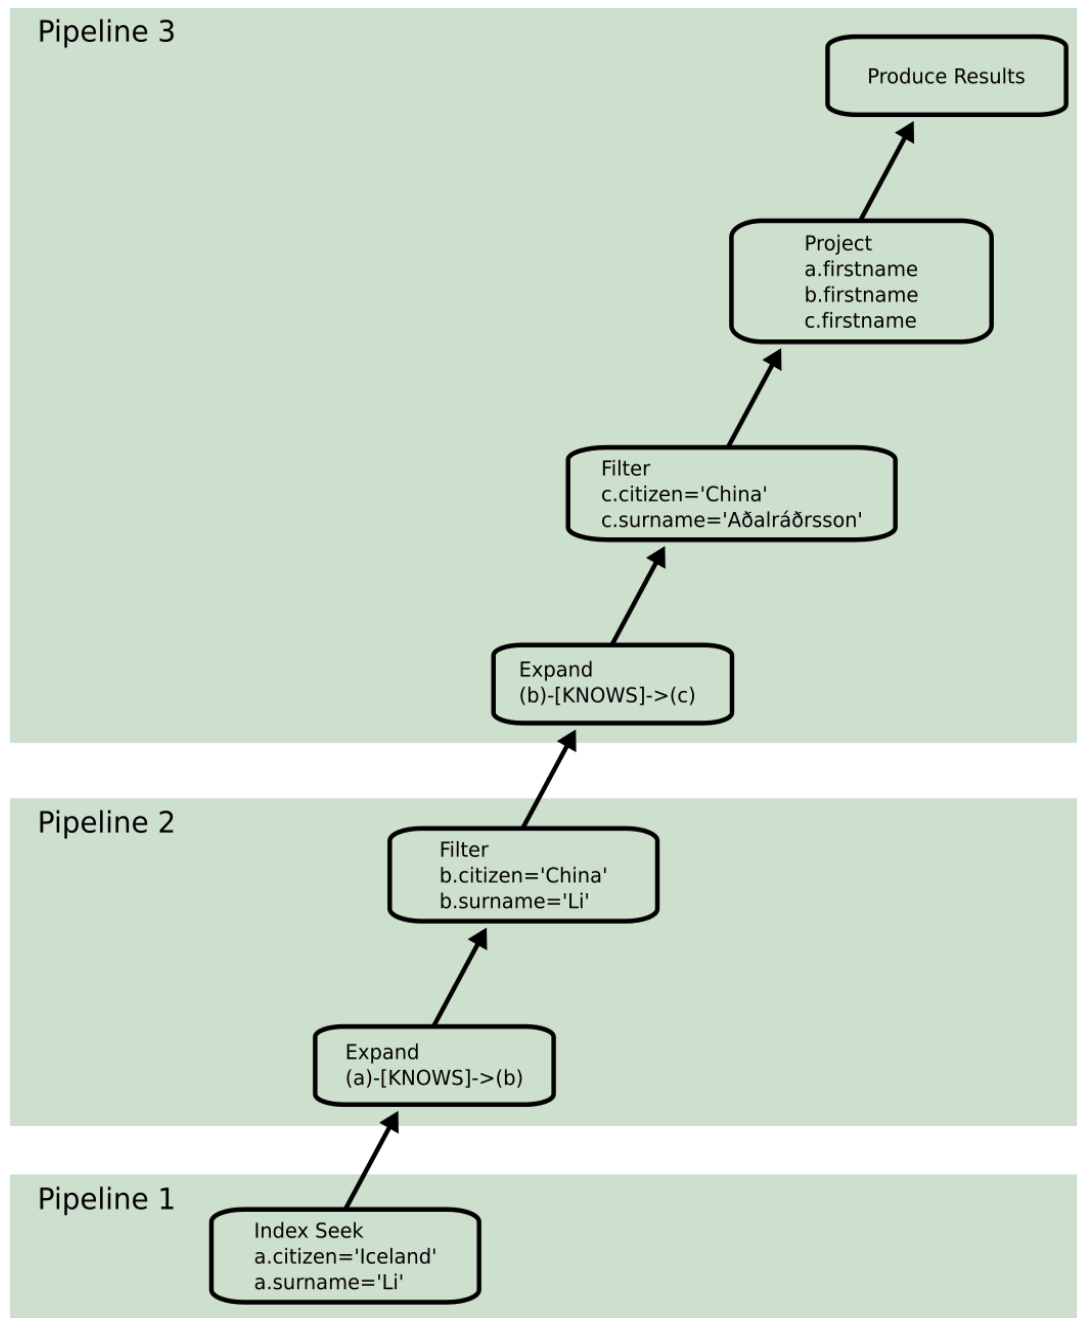 Pipeline 3
Produce Results
Project
a.firstname
b.firstname
c.firstname
Filter
c.citizen='China'
c.surname='Aðalráðrsson'
Expand
(b)-[KNOWS]->(c)
Pipeline 2
Filter
b.citizen='China'
b.surname='Li'
Expand
(a)-[KNOWS]->(b)
Pipeline 1
Index Seek
a.citizen='Iceland'
a.surname='Li'